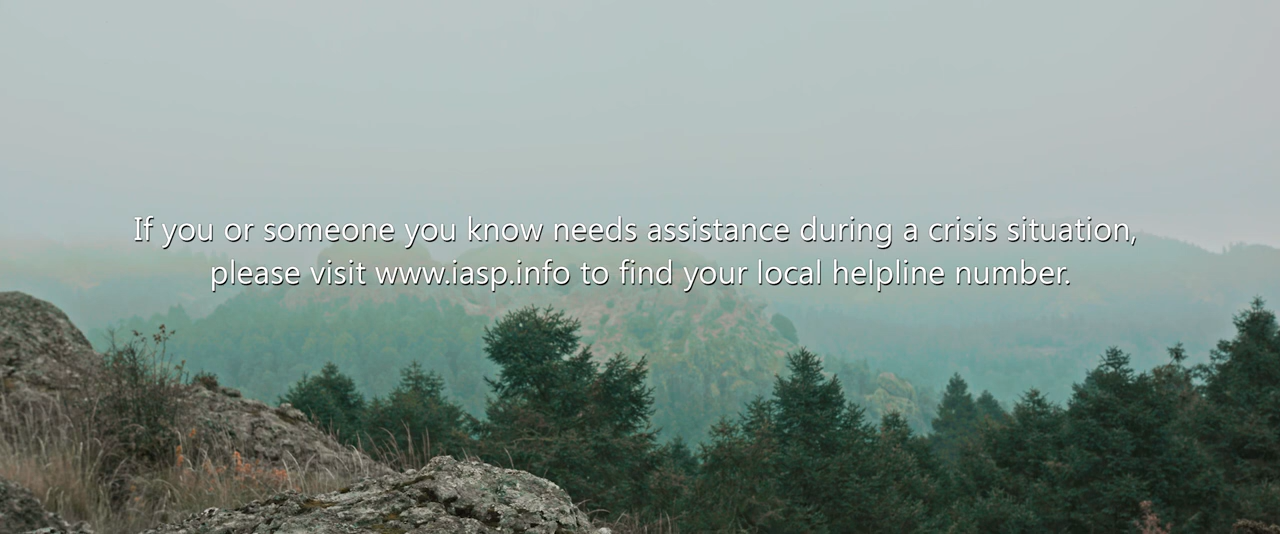 If you or someone you know needs assistance during a crisis situation,
please visit www.iasp.info to find your local helpline number.